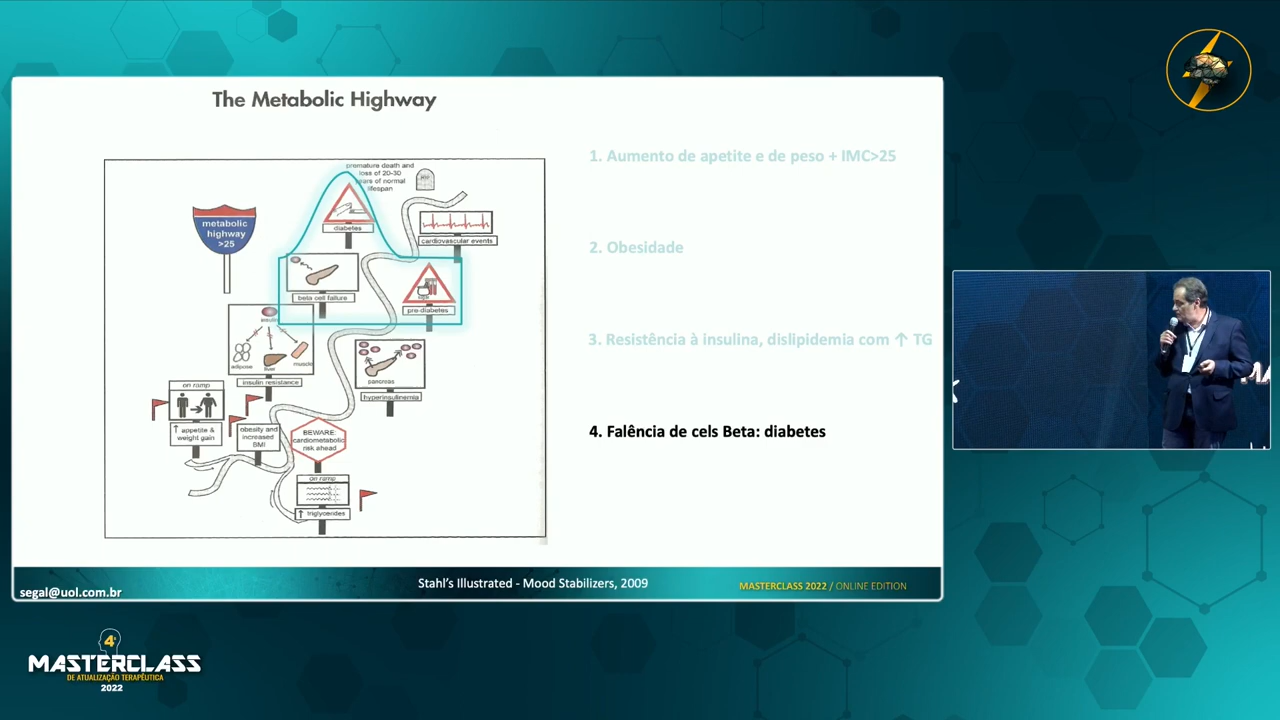 The Metabolic Highway
premature death and
loss of 20-30
years of normal
lifespan
RIP
diabetes
metabolic
highway
>25
cardiovascular events
beta cell failure
pre-diabetes
insulin
adipose
liver
muscle
insulin resistance
pancreas
hyperinsulinemia
on ramp
↑ appetite &
weight gain
obesity and
increased
BMI
BEWARE:
cardiometabolic
risk ahead
on ramp
↑ triglycerides
1. Aumento de apetite e de peso + IMC>25
2. Obesidade
3. Resistência à insulina, dislipidemia com ↑ TG
4. Falência de cels Beta: diabetes
segal@uol.com.br
Stahl's Illustrated - Mood Stabilizers, 2009
MASTERCLASS 2022 / ONLINE EDITION
4ª
MASTERCLASS
DE ATUALIZAÇÃO TERAPÊUTICA
2022